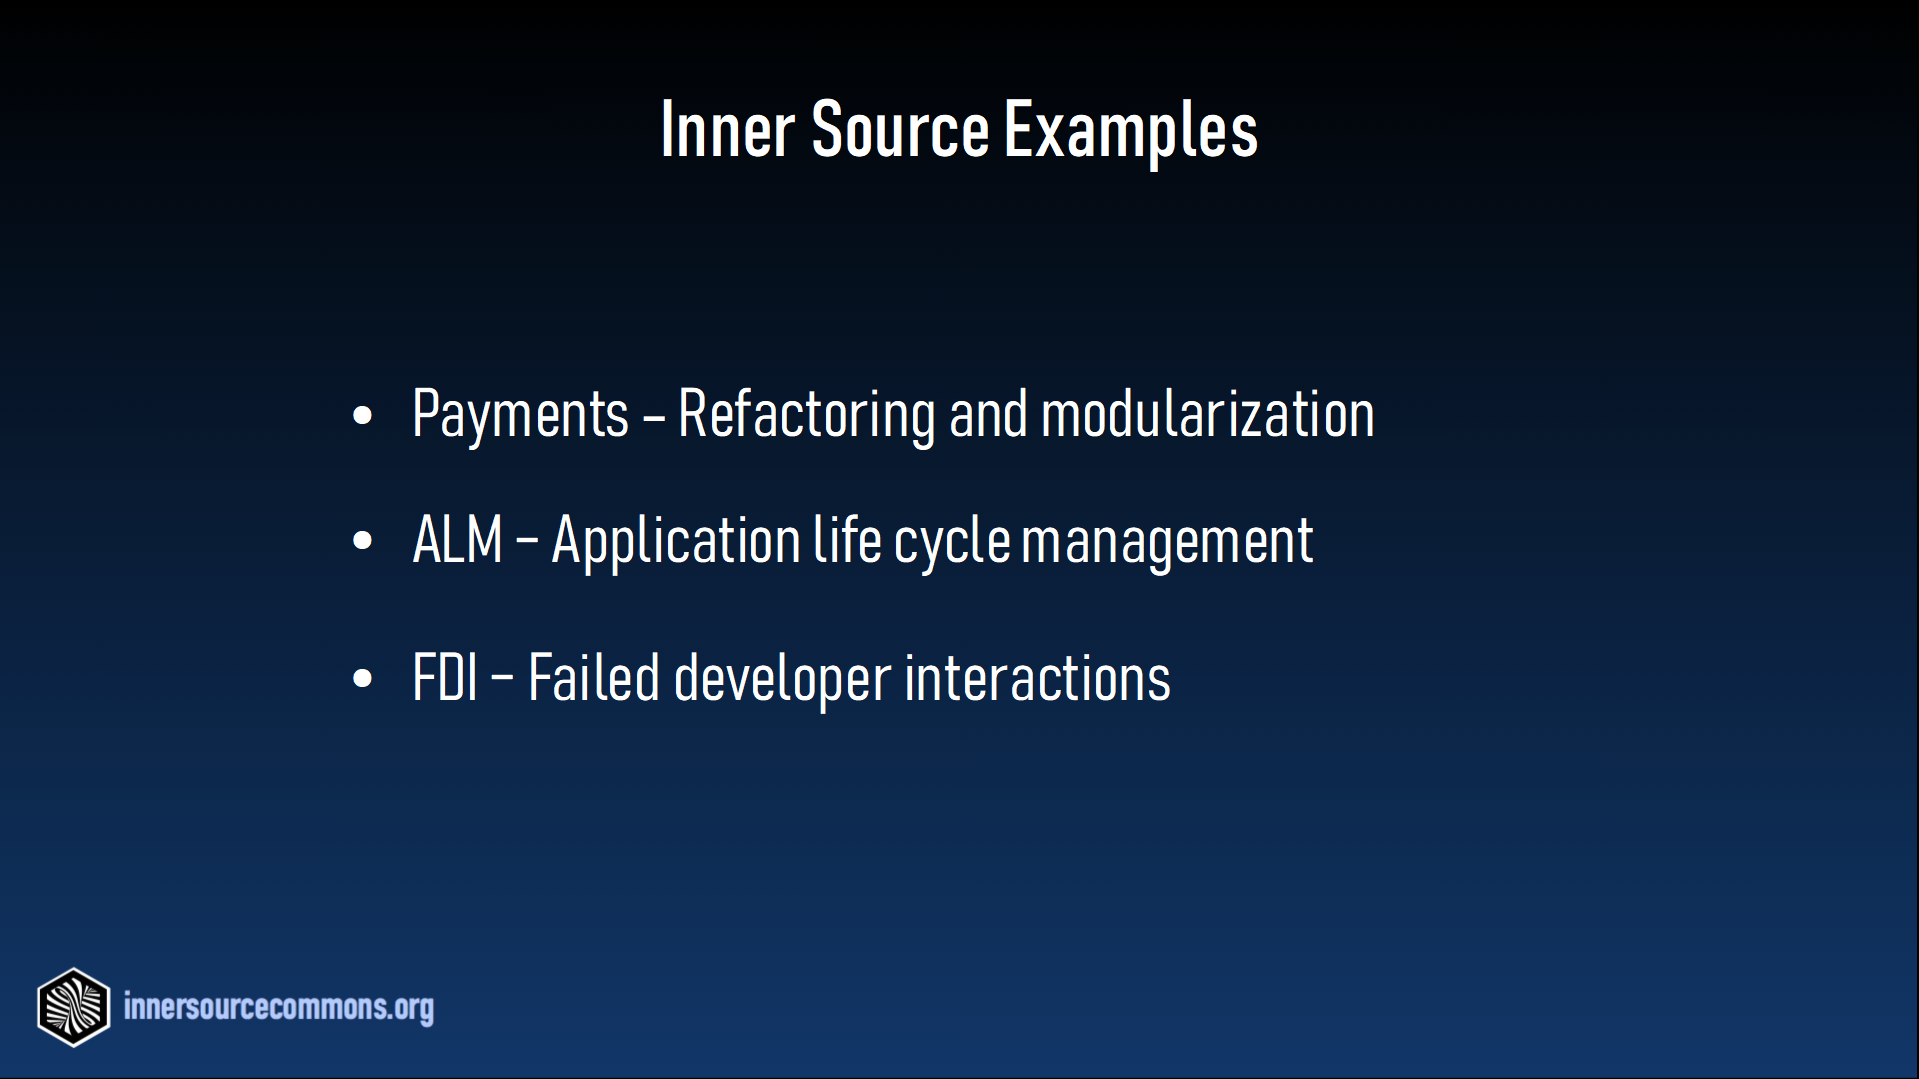 Inner Source Examples
• Payments – Refactoring and modularization
• ALM – Application life cycle management
• FDI – Failed developer interactions
innersourcecommons.org